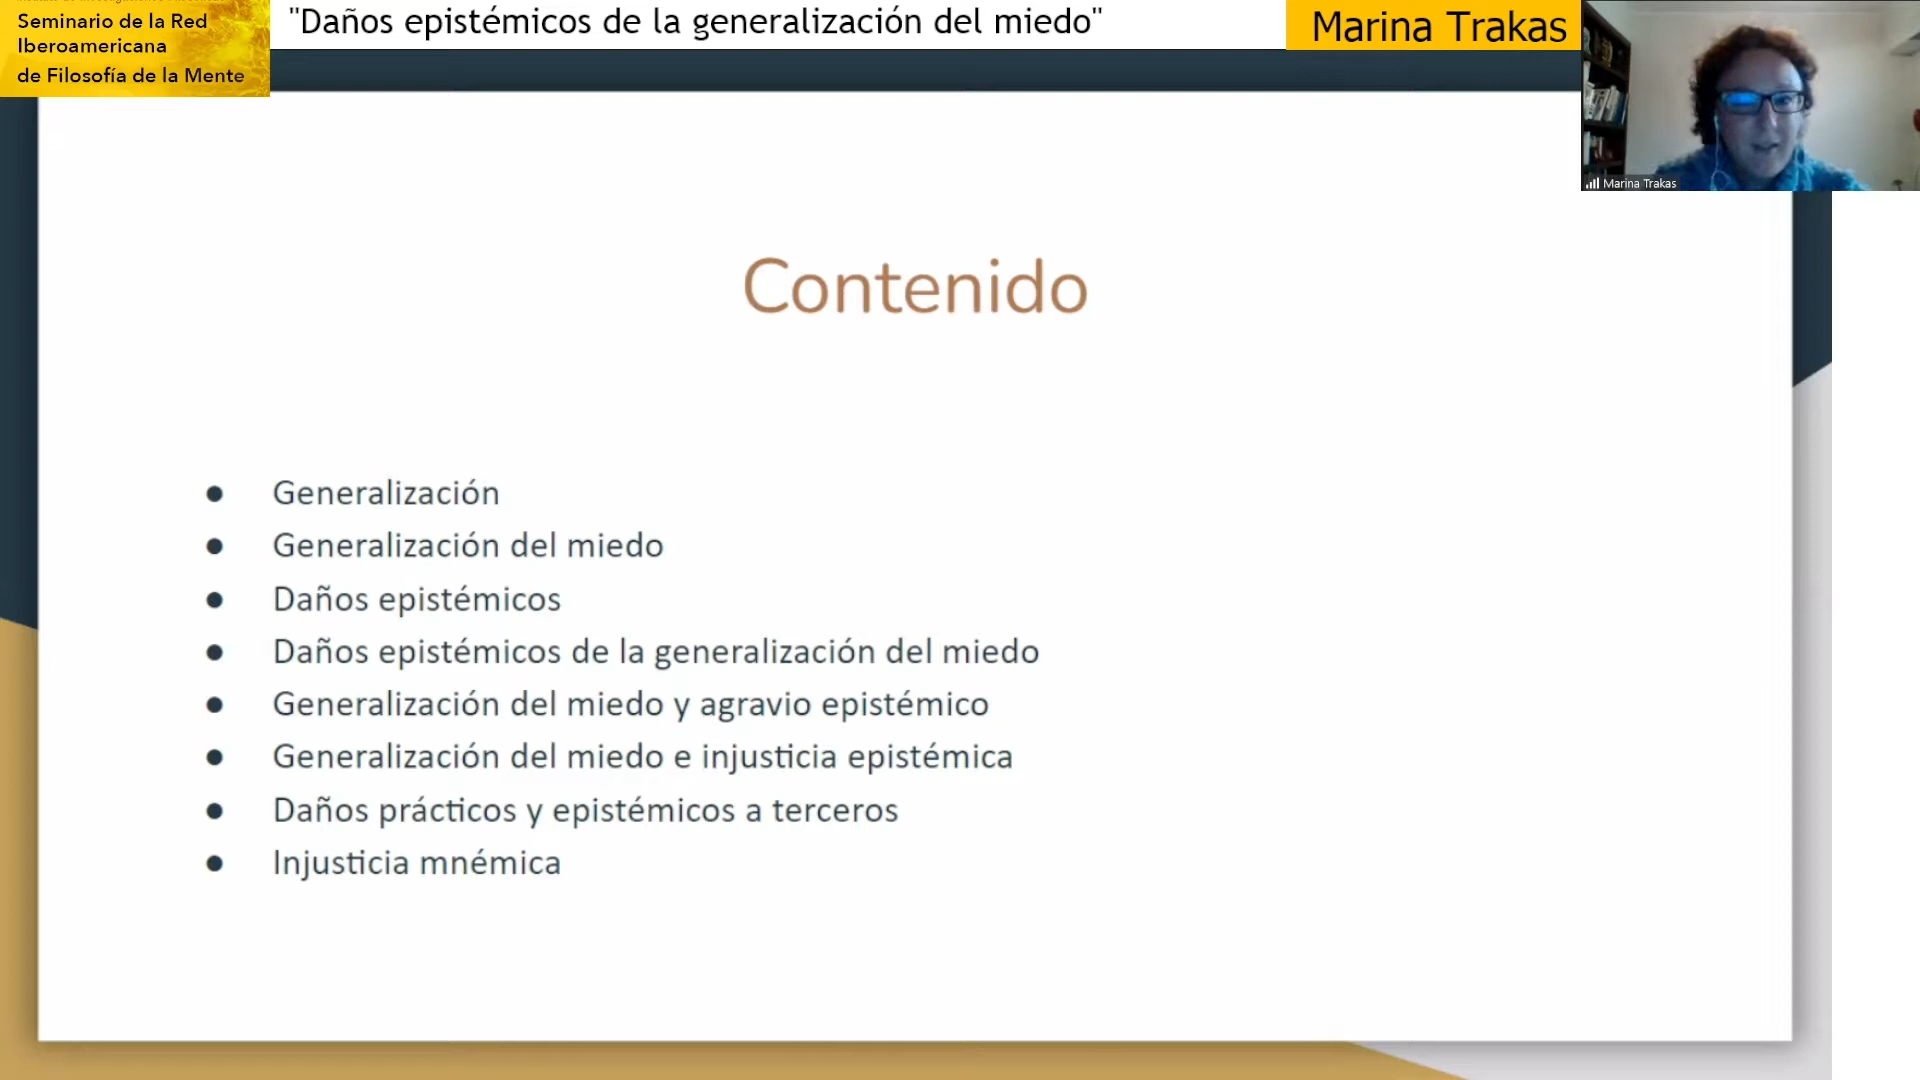 Seminario de la Red
Iberoamericana
de Filosofía de la Mente
"Daños epistémicos de la generalización del miedo"
Marina Trakas
Marina Trakas
Contenido
● Generalización
● Generalización del miedo
● Daños epistémicos
● Daños epistémicos de la generalización del miedo
● Generalización del miedo y agravio epistémico
● Generalización del miedo e injusticia epistémica
● Daños prácticos y epistémicos a terceros
● Injusticia mnémica